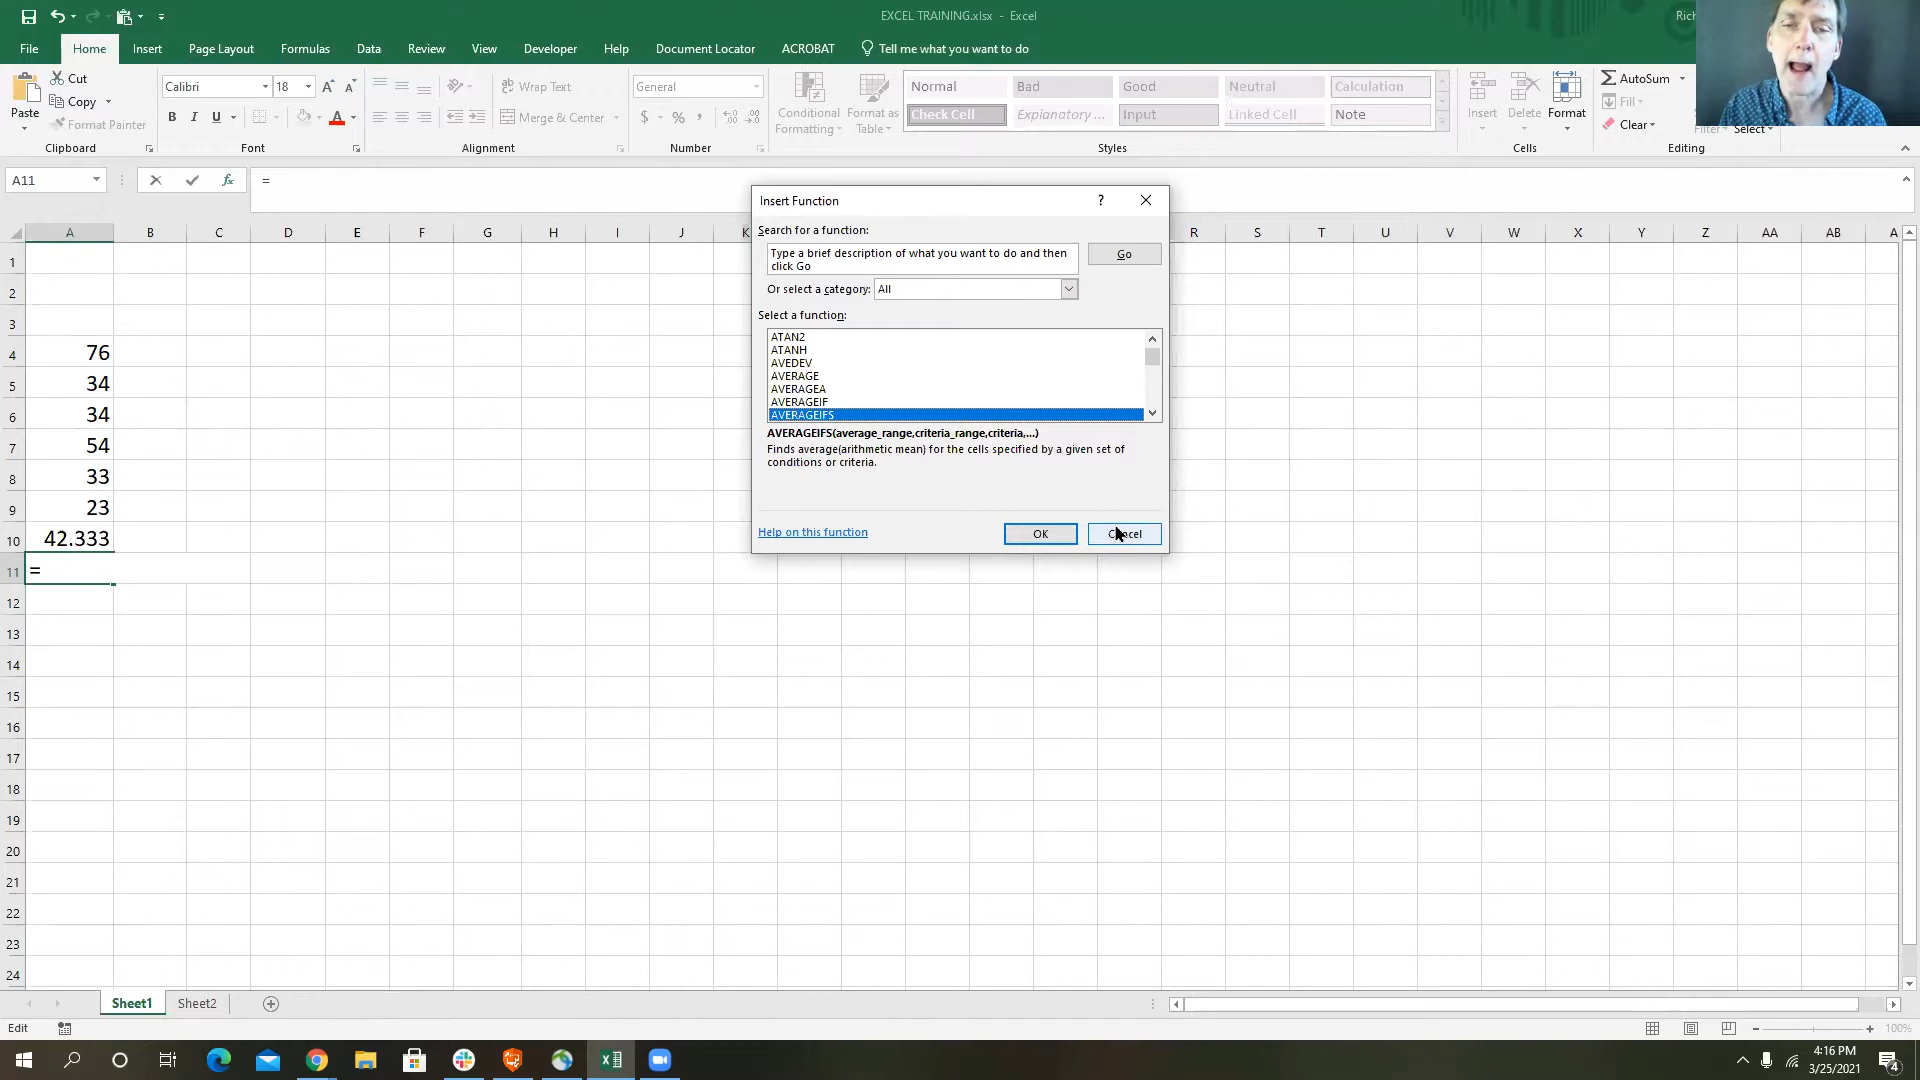 EXCEL TRAINING.xlsx - Excel
File Home Insert Page Layout Formulas Data Review View Developer Help Document Locator ACROBAT Tell me what you want to do
Cut
Copy
Format Painter
Paste
Clipboard
Calibri 18
B I U
Font
Wrap Text
Merge & Center
Alignment
General
$ % ,
Number
Conditional Formatting
Format as Table
Normal Bad Good Neutral Calculation
Check Cell Explanatory ... Input Linked Cell Note
Styles
Insert Delete Format
Cells
AutoSum
Fill
Clear
Select
Editing
A11 fx =
A B C D E F G H I J K R S T U V W X Y Z AA AB A
1
2
3
4 76
5 34
6 34
7 54
8 33
9 23
10 42.333
11 =
12
13
14
15
16
17
18
19
20
21
22
23
24
Insert Function ?
Search for a function:
Type a brief description of what you want to do and then
click Go
Go
Or select a category: All
Select a function:
ATAN2
ATANH
AVEDEV
AVERAGE
AVERAGEA
AVERAGEIF
AVERAGEIFS
AVERAGEIFS(average_range,criteria_range,criteria,...)
Finds average(arithmetic mean) for the cells specified by a given set of
conditions or criteria.
Help on this function
OK
Sheet1 Sheet2
Edit
100%
4:16 PM
3/25/2021
4